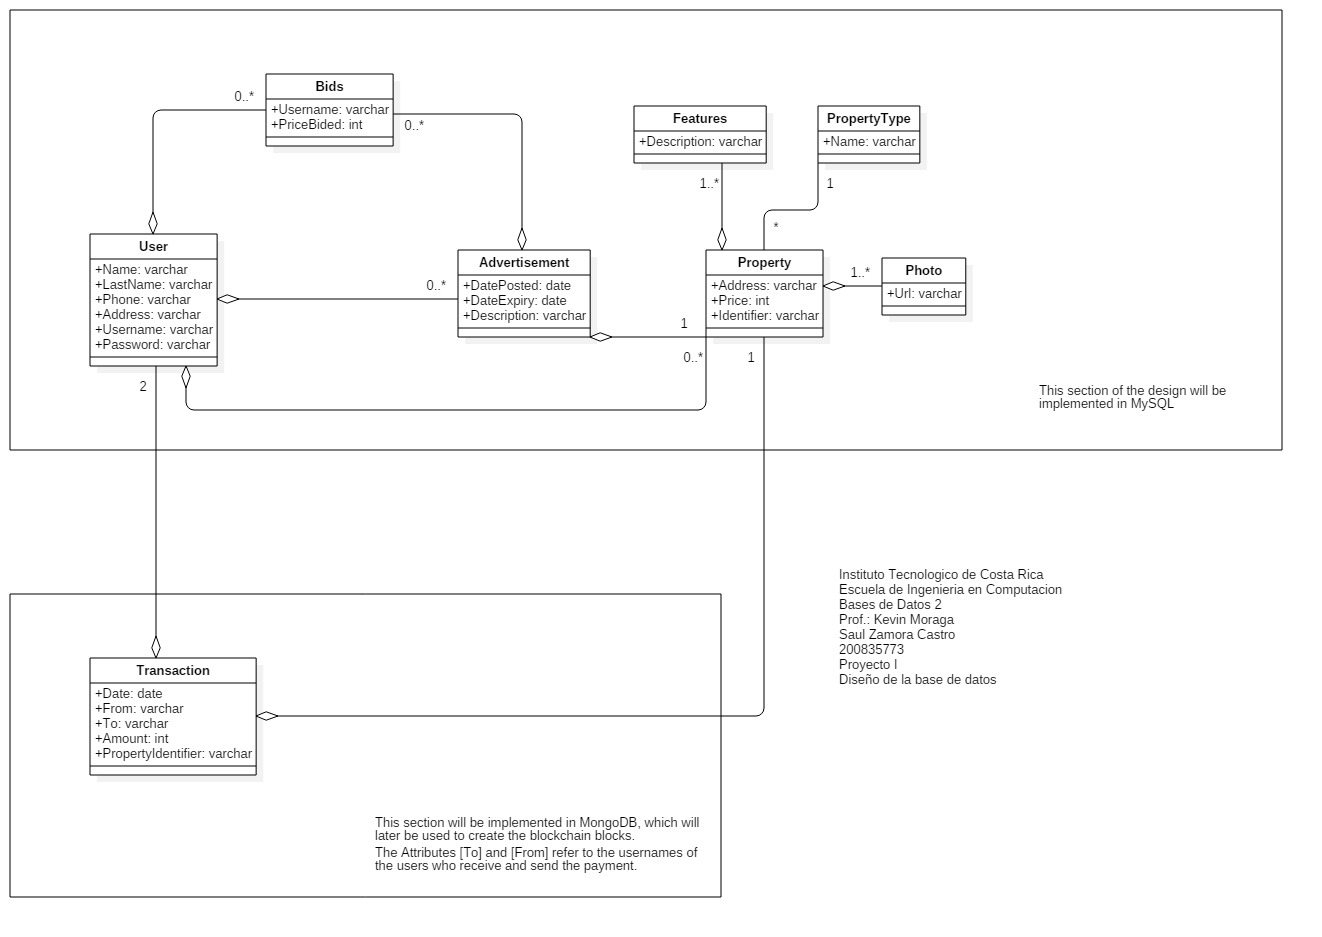 Bids
+Username: varchar
+PriceBided: int
0..*
0..*
Features
+Description: varchar
1..*
PropertyType
+Name: varchar
1
*
User
+Name: varchar
+LastName: varchar
+Phone: varchar
+Address: varchar
+Username: varchar
+Password: varchar
0..*
Advertisement
+DatePosted: date
+DateExpiry: date
+Description: varchar
1
Property
+Address: varchar
+Price: int
+Identifier: varchar
1..*
Photo
+Url: varchar
0..*
1
2
This section of the design will be
implemented in MySQL
Instituto Tecnologico de Costa Rica
Escuela de Ingenieria en Computacion
Bases de Datos 2
Prof.: Kevin Moraga
Saul Zamora Castro
200835773
Proyecto I
Diseño de la base de datos
Transaction
+Date: date
+From: varchar
+To: varchar
+Amount: int
+PropertyIdentifier: varchar
This section will be implemented in MongoDB, which will
later be used to create the blockchain blocks.
The Attributes [To] and [From] refer to the usernames of
the users who receive and send the payment.